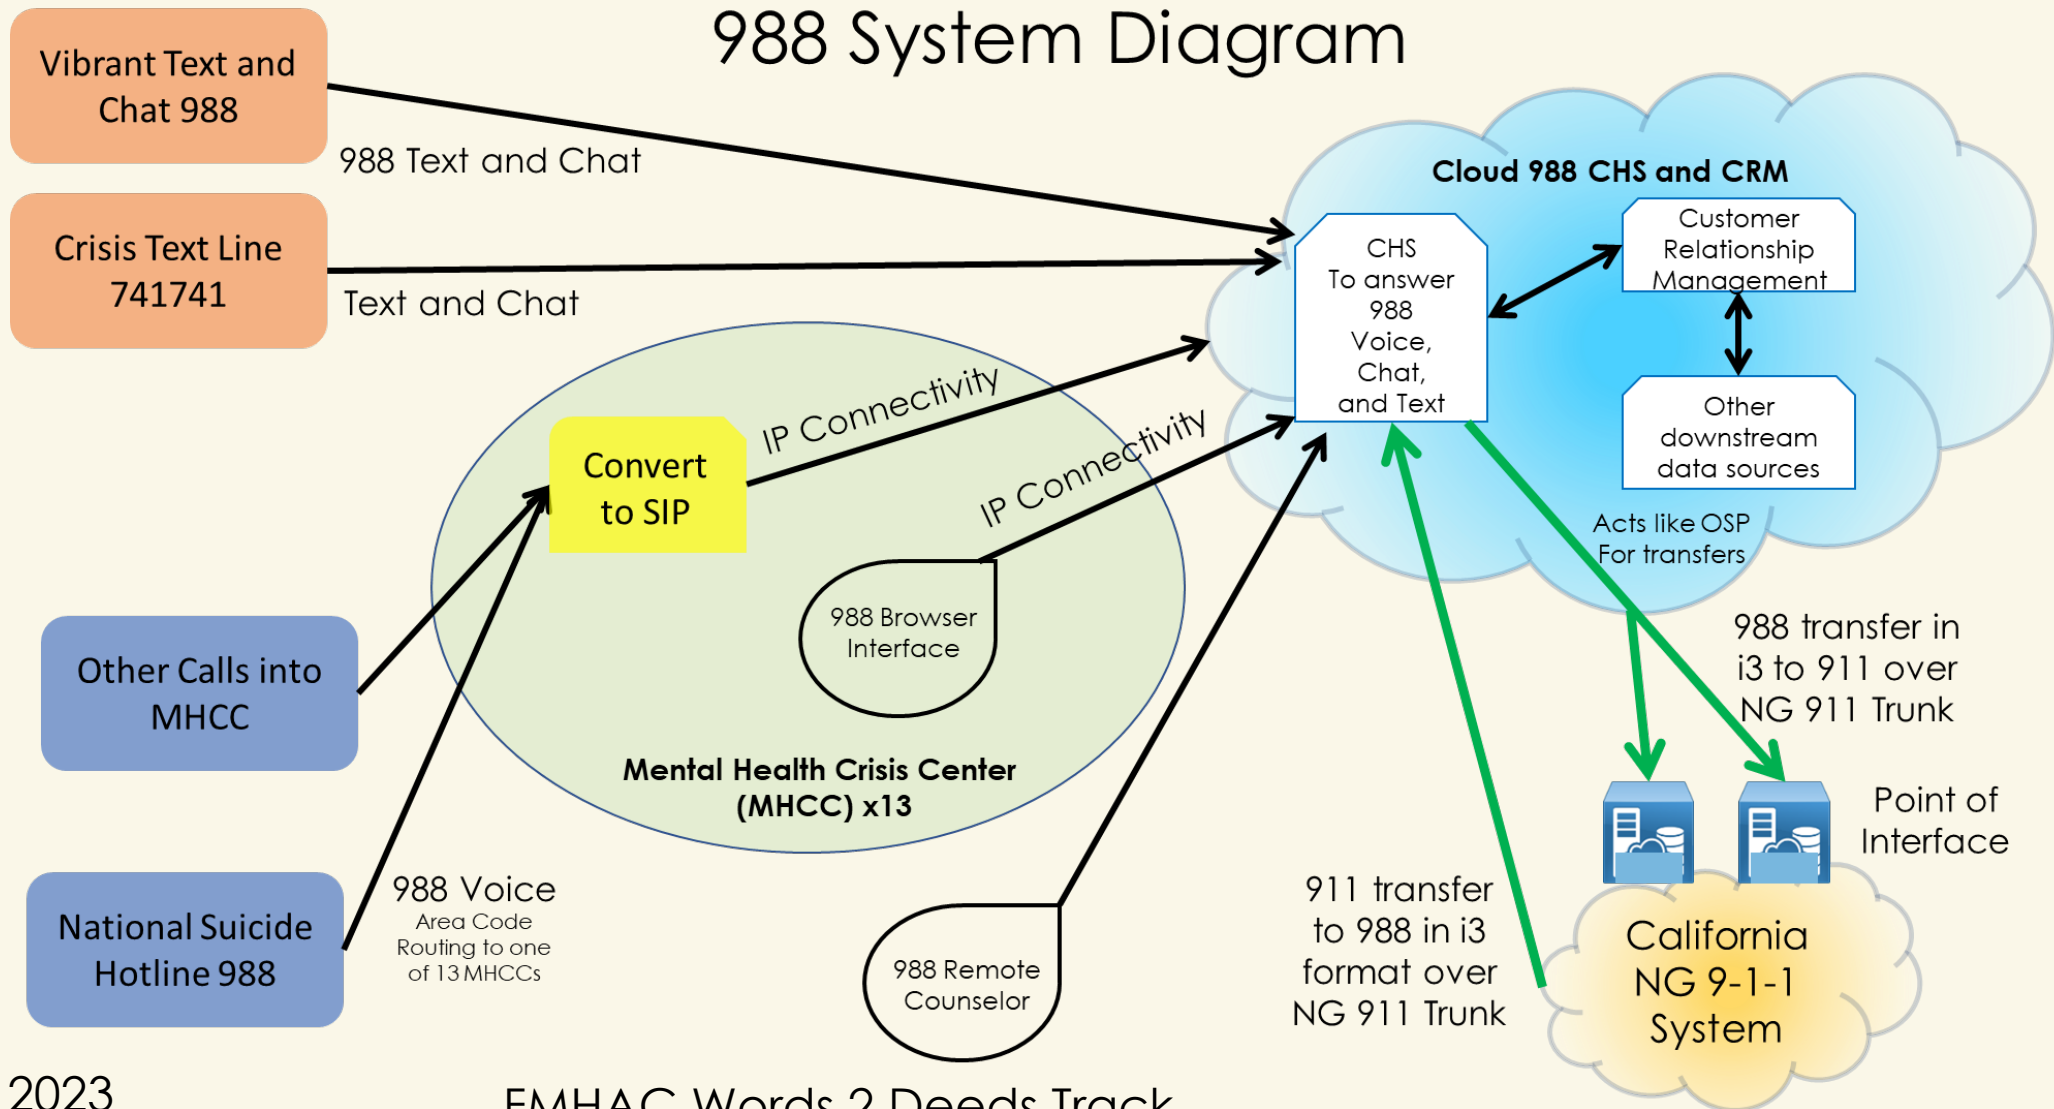 988 System Diagram
Vibrant Text and
Chat 988
988 Text and Chat
Crisis Text Line
741741
Text and Chat
Cloud 988 CHS and CRM
CHS
To answer
988
Voice,
Chat,
and Text
Customer
Relationship
Management
Other
downstream
data sources
Acts like OSP
For transfers
IP Connectivity
IP Connectivity
Convert
to SIP
988 Browser
Interface
Mental Health Crisis Center
(MHCC) x13
Other Calls into
MHCC
National Suicide
Hotline 988
988 Voice
Area Code
Routing to one
of 13 MHCCs
988 Remote
Counselor
988 transfer in
i3 to 911 over
NG 911 Trunk
Point of
Interface
911 transfer
to 988 in i3
format over
NG 911 Trunk
California
NG 9-1-1
System
2023
FMHAC Words 2 Deeds Track